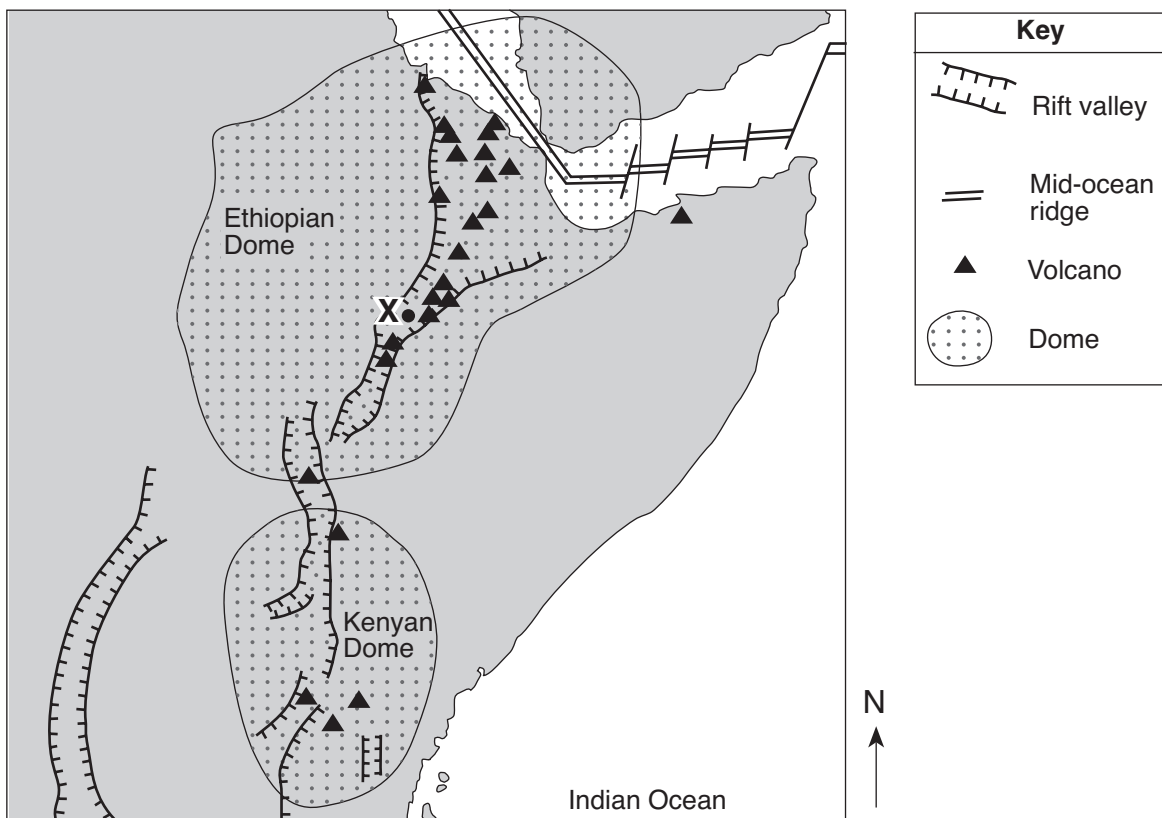 Ethiopian
Dome
X
Kenyan
Dome
Indian Ocean
N
Key
Rift valley
Mid-ocean
ridge
Volcano
Dome